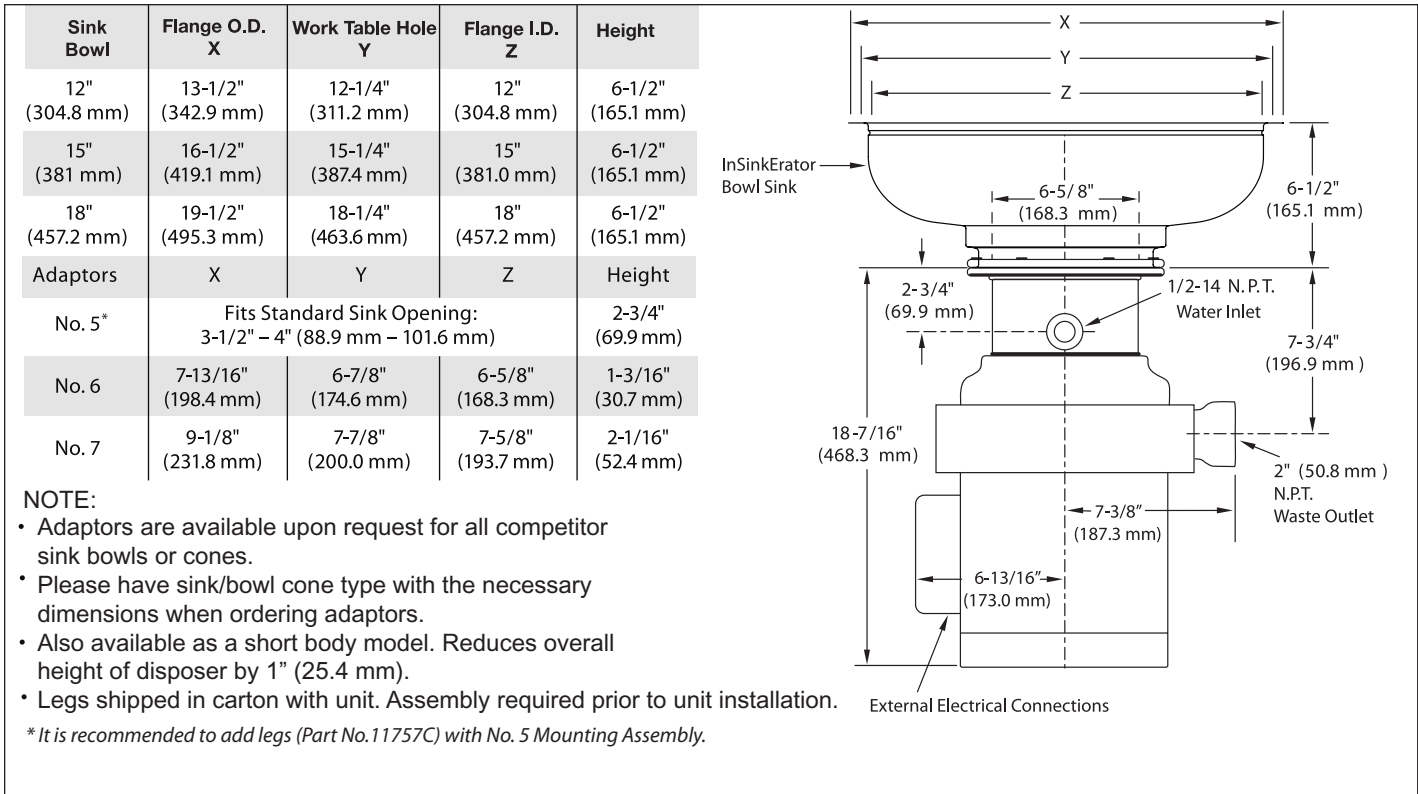 Sink Bowl | Flange O.D. X | Work Table Hole Y | Flange I.D. Z | Height
12" (304.8 mm) | 13-1/2" (342.9 mm) | 12-1/4" (311.2 mm) | 12" (304.8 mm) | 6-1/2" (165.1 mm)
15" (381 mm) | 16-1/2" (419.1 mm) | 15-1/4" (387.4 mm) | 15" (381.0 mm) | 6-1/2" (165.1 mm)
18" (457.2 mm) | 19-1/2" (495.3 mm) | 18-1/4" (463.6 mm) | 18" (457.2 mm) | 6-1/2" (165.1 mm)
Adaptors | X | Y | Z | Height
No. 5* | Fits Standard Sink Opening: 3-1/2" – 4" (88.9 mm – 101.6 mm) | 2-3/4" (69.9 mm)
No. 6 | 7-13/16" (198.4 mm) | 6-7/8" (174.6 mm) | 6-5/8" (168.3 mm) | 1-3/16" (30.7 mm)
No. 7 | 9-1/8" (231.8 mm) | 7-7/8" (200.0 mm) | 7-5/8" (193.7 mm) | 2-1/16" (52.4 mm)
NOTE:
• Adaptors are available upon request for all competitor
sink bowls or cones.
• Please have sink/bowl cone type with the necessary
dimensions when ordering adaptors.
• Also available as a short body model. Reduces overall
height of disposer by 1” (25.4 mm).
• Legs shipped in carton with unit. Assembly required prior to unit installation.
* It is recommended to add legs (Part No.11757C) with No. 5 Mounting Assembly.
X
Y
Z
InSinkErator
Bowl Sink
6-5/8"
(168.3 mm)
6-1/2"
(165.1 mm)
2-3/4"
(69.9 mm)
1/2-14 N.P.T.
Water Inlet
7-3/4"
(196.9 mm)
18-7/16"
(468.3 mm)
2" (50.8 mm)
N.P.T.
Waste Outlet
7-3/8”
(187.3 mm)
6-13/16”
(173.0 mm)
External Electrical Connections